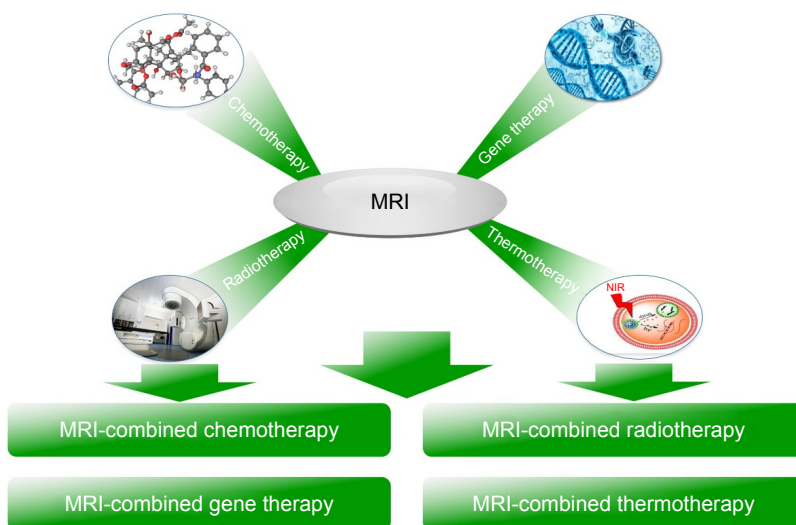 Chemotherapy
Gene therapy
MRI
Radiotherapy
Thermotherapy
NIR
MRI-combined chemotherapy
MRI-combined radiotherapy
MRI-combined gene therapy
MRI-combined thermotherapy